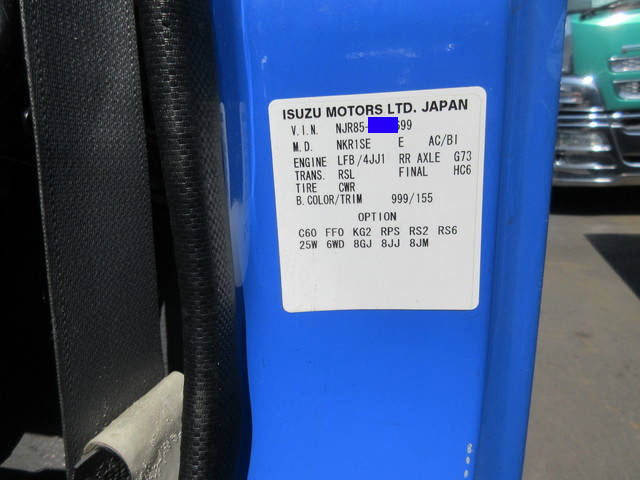 ISUZU MOTORS LTD. JAPAN
V.I.N. NJR85- 699
M.D. NKR1SE E AC/BI
ENGINE LFB/4JJ1 RR AXLE G73
TRANS. RSL FINAL HC6
TIRE CWR
B.COLOR/TRIM 999/155
OPTION
C60 FF0 KG2 RPS RS2 RS6
25W 6WD 8GJ 8JJ 8JM